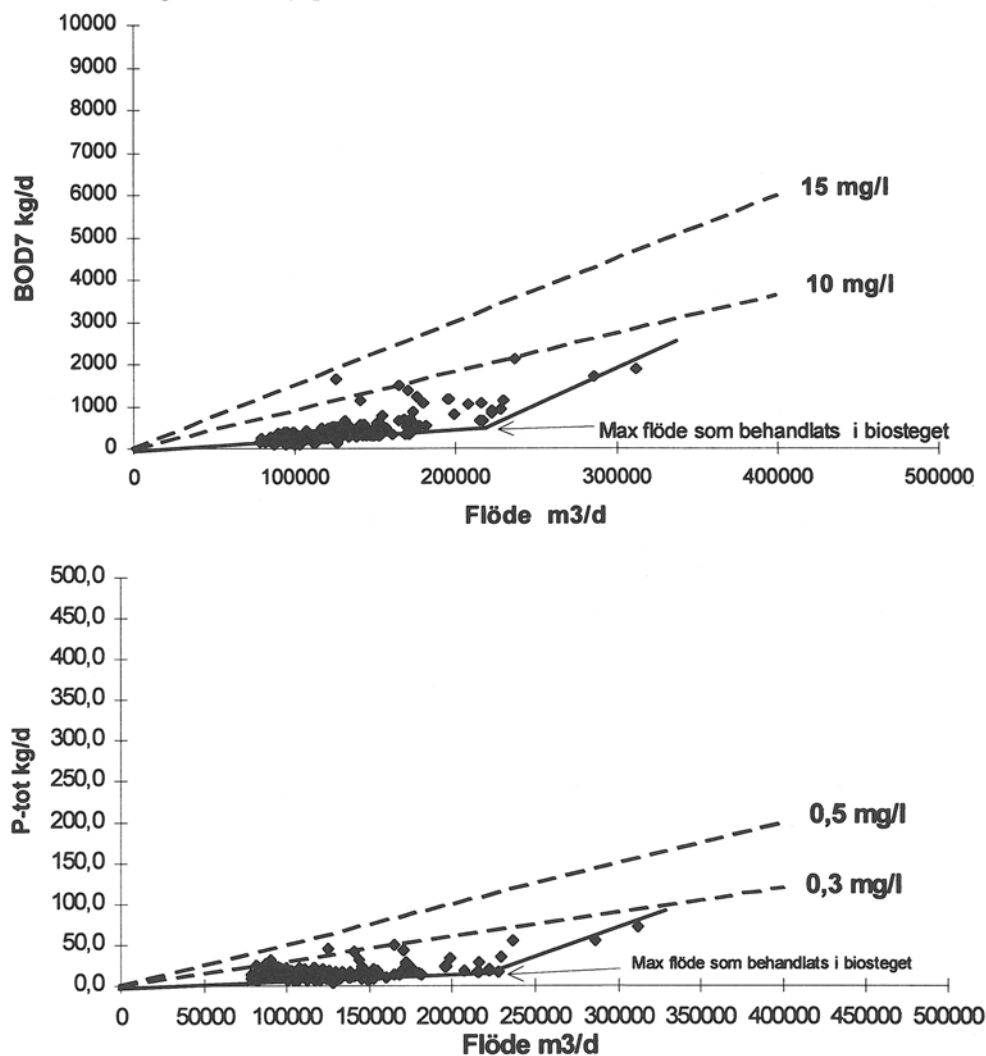 10000
9000
8000
7000
6000
5000
4000
3000
2000
1000
0
BOD7 kg/d
15 mg/l
10 mg/l
Max flöde som behandlats i biosteget
0 100000 200000 300000 400000 500000
Flöde m3/d
500,0
450,0
400,0
350,0
300,0
250,0
200,0
150,0
100,0
50,0
0,0
P-tot kg/d
0,5 mg/l
0,3 mg/l
Max flöde som behandlats i biosteget
0 50000 100000 150000 200000 250000 300000 350000 400000 450000 500000
Flöde m3/d